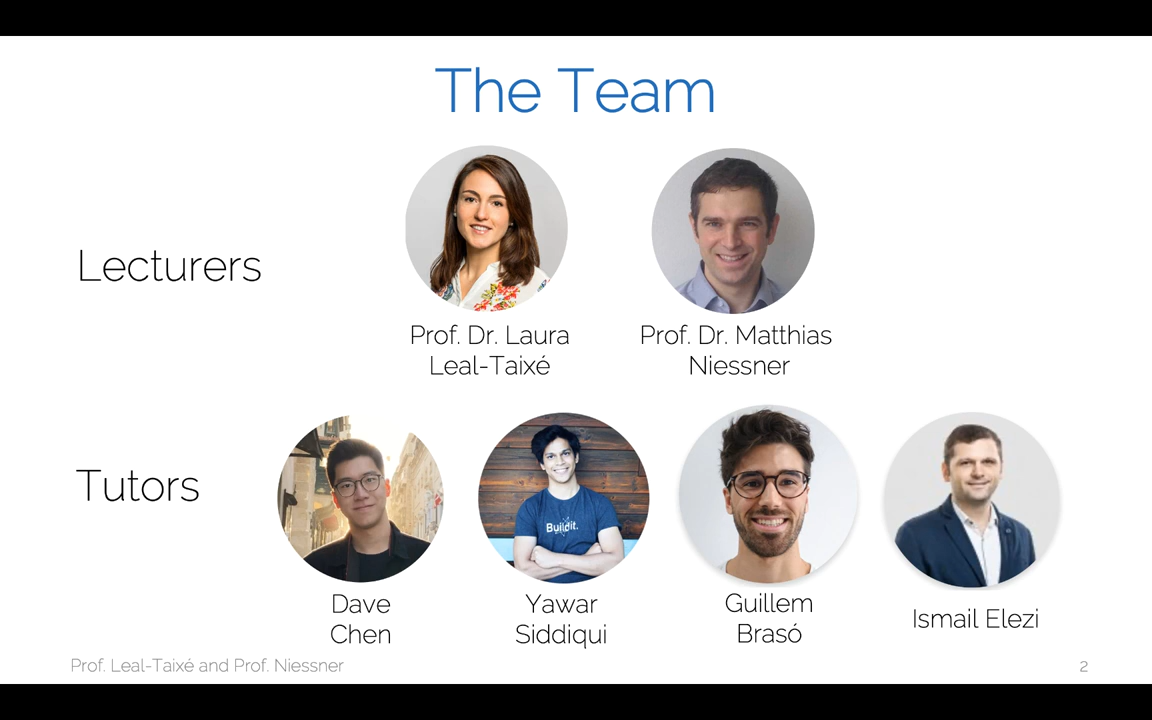 The Team
Lecturers
Prof. Dr. Laura
Leal-Taixé
Prof. Dr. Matthias
Niessner
Tutors
Buildit.
Dave
Chen
Yawar
Siddiqui
Guillem
Brasó
Ismail Elezi
Prof. Leal-Taixé and Prof. Niessner
2